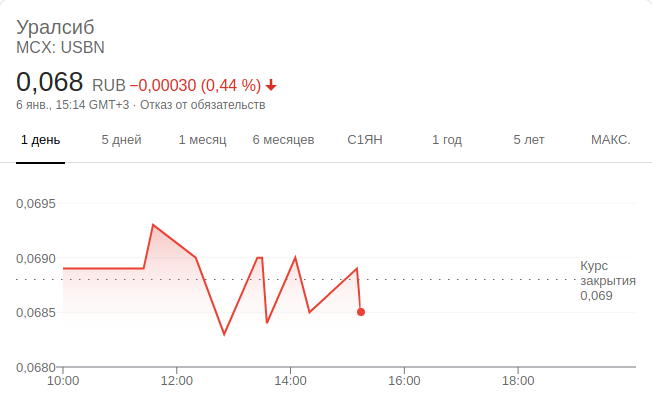 Уралсиб
MCX: USBN
0,068 RUB −0,00030 (0,44 %)
6 янв., 15:14 GMT+3 · Отказ от обязательств
1 день 5 дней 1 месяц 6 месяцев С1ЯН 1 год 5 лет МАКС.
0,0695
0,0690
Курс
закрытия
0,069
0,0685
0,0680
10:00 12:00 14:00 16:00 18:00